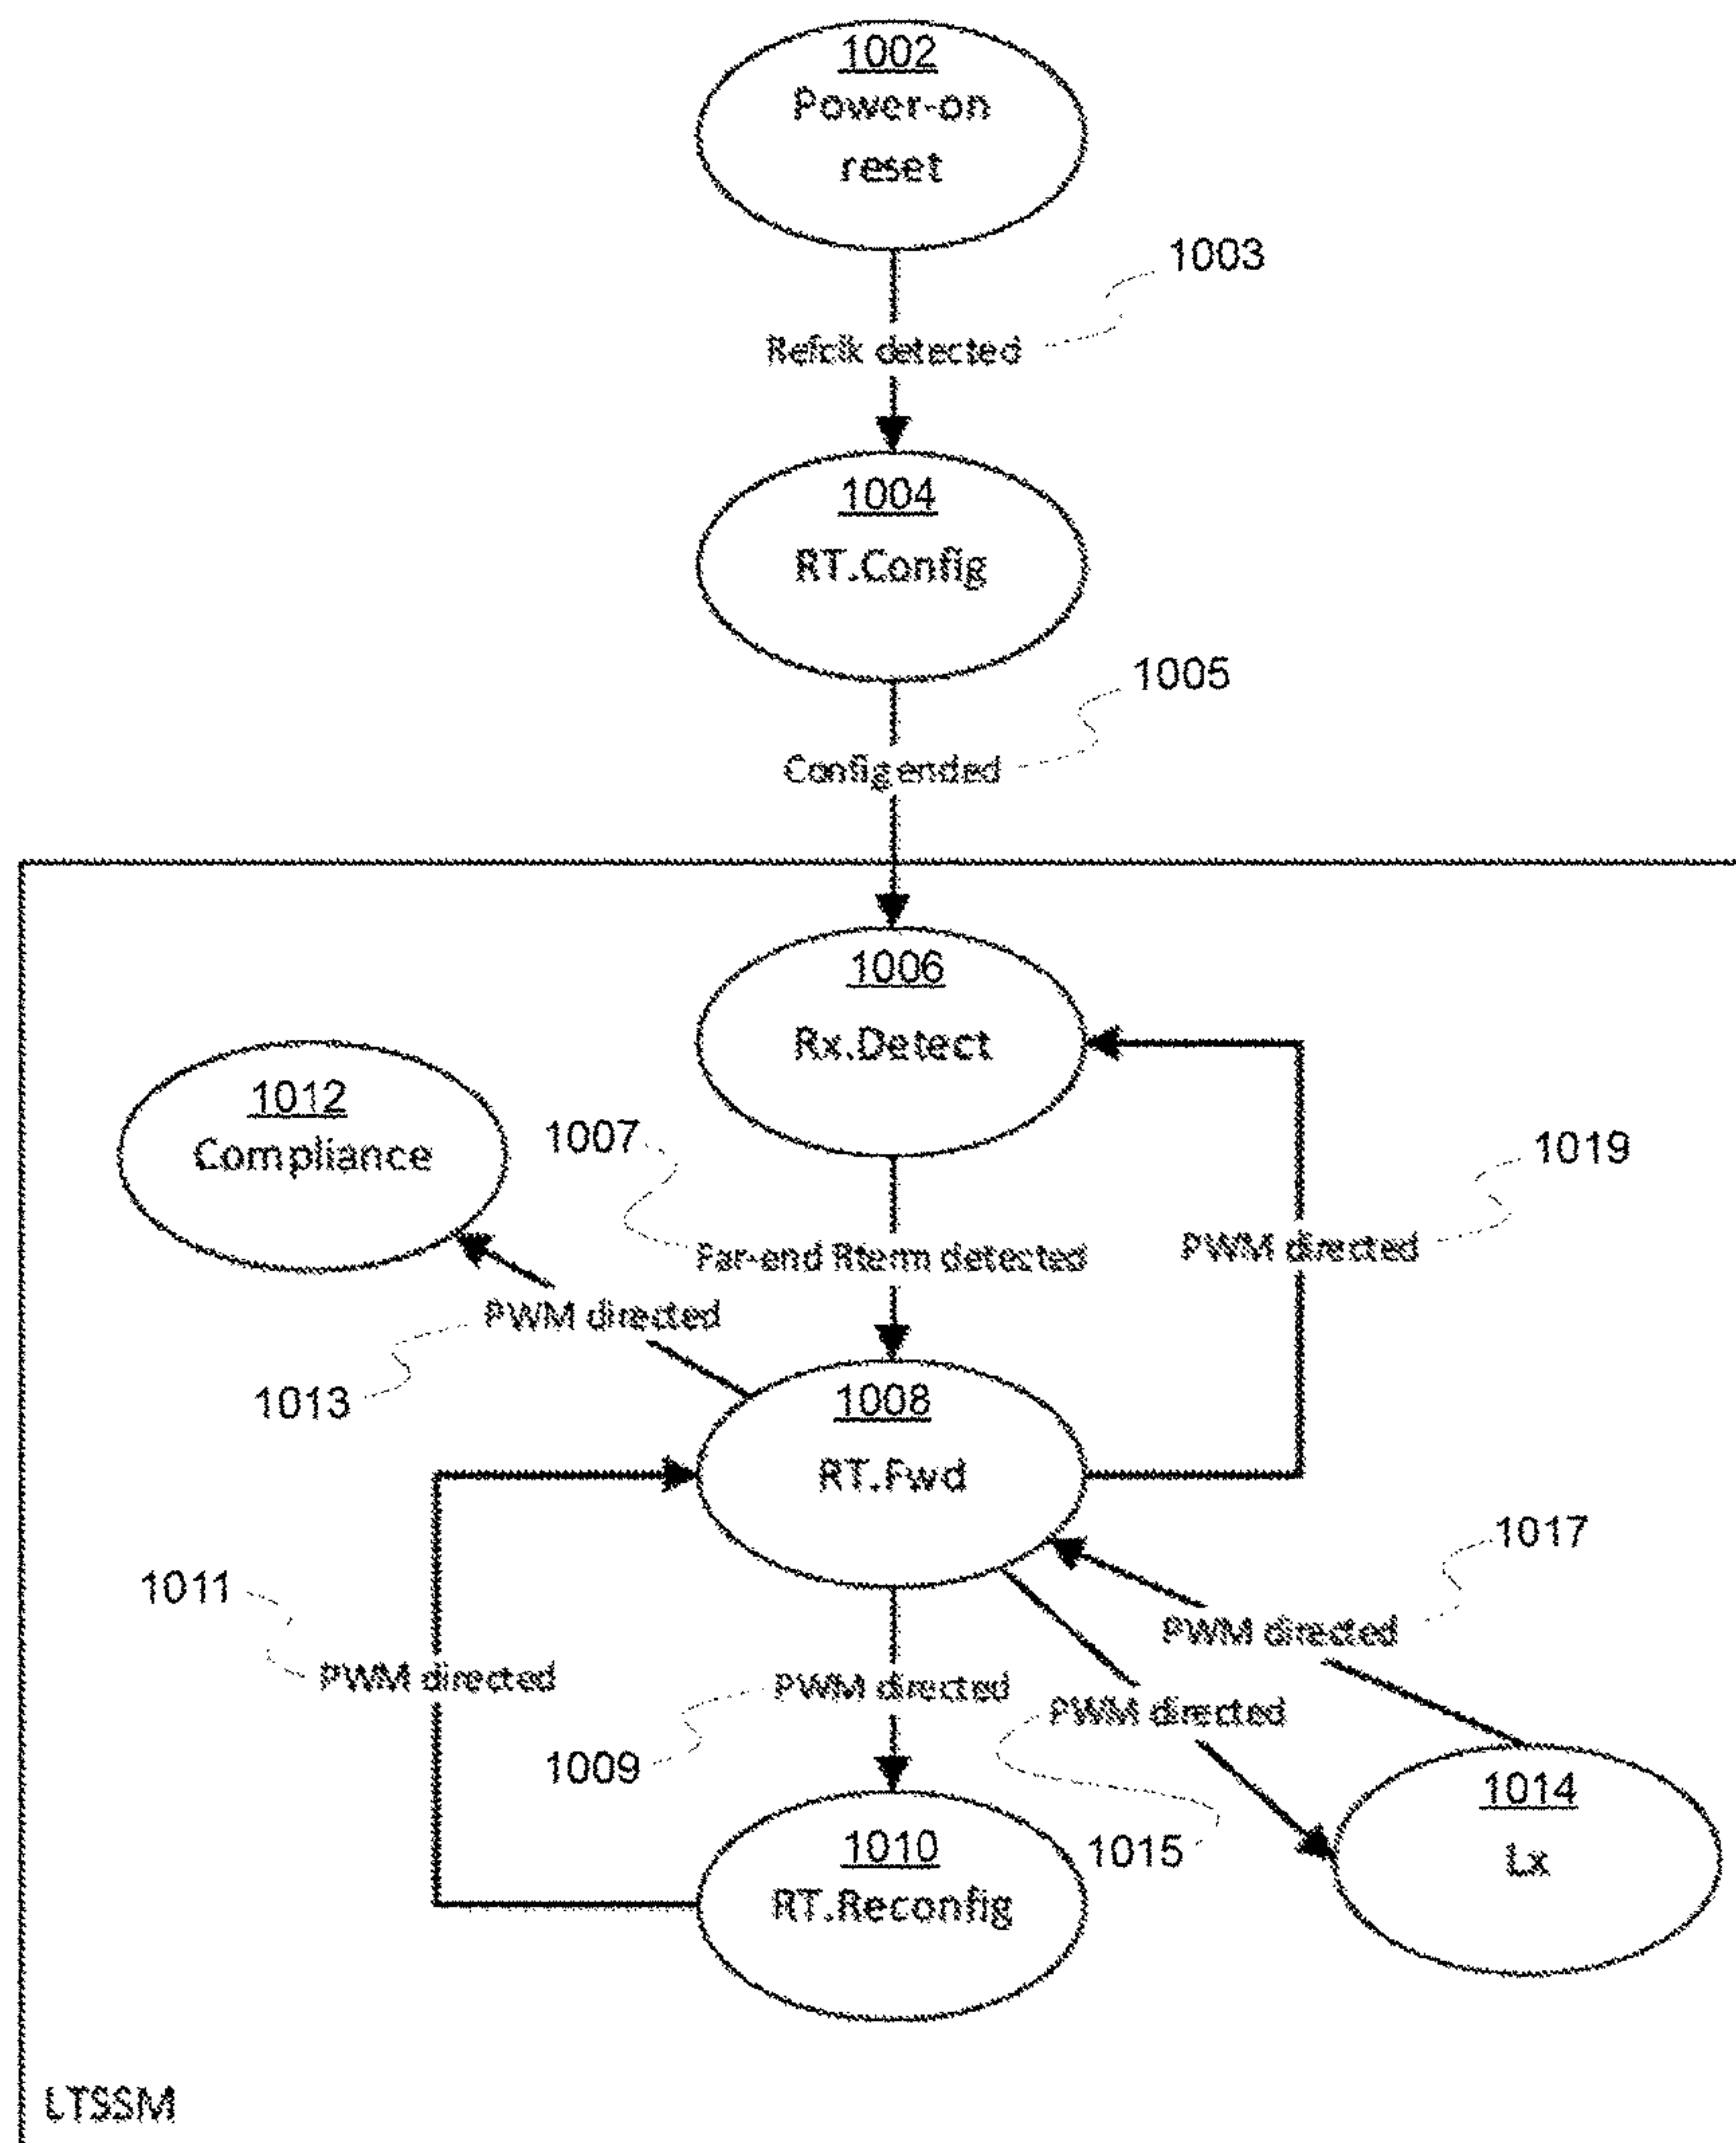 1002
Power-on
reset
1003
Refclk detected
1004
RT.Config
1005
Config ended
1006
Rx.Detect
1012
Compliance
1007
1019
Far-end Rterm detected
PWM directed
PWM directed
1013
1008
RT.Fwd
1017
1011
PWM directed
PWM directed
PWM directed
PWM directed
1009
1014
1010
1015
Lx
RT.Reconfig
LTSSM